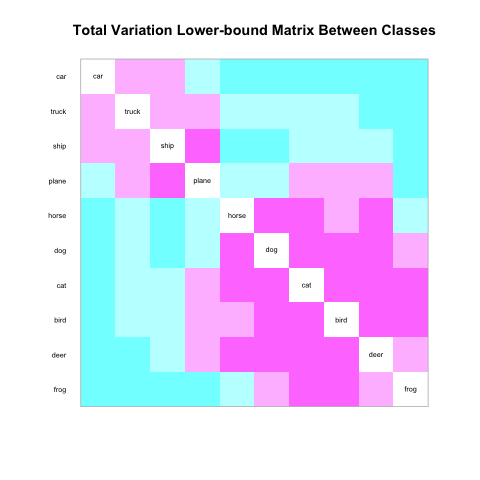 Total Variation Lower-bound Matrix Between Classes
car car
truck truck
ship ship
plane plane
horse horse
dog dog
cat cat
bird bird
deer deer
frog frog